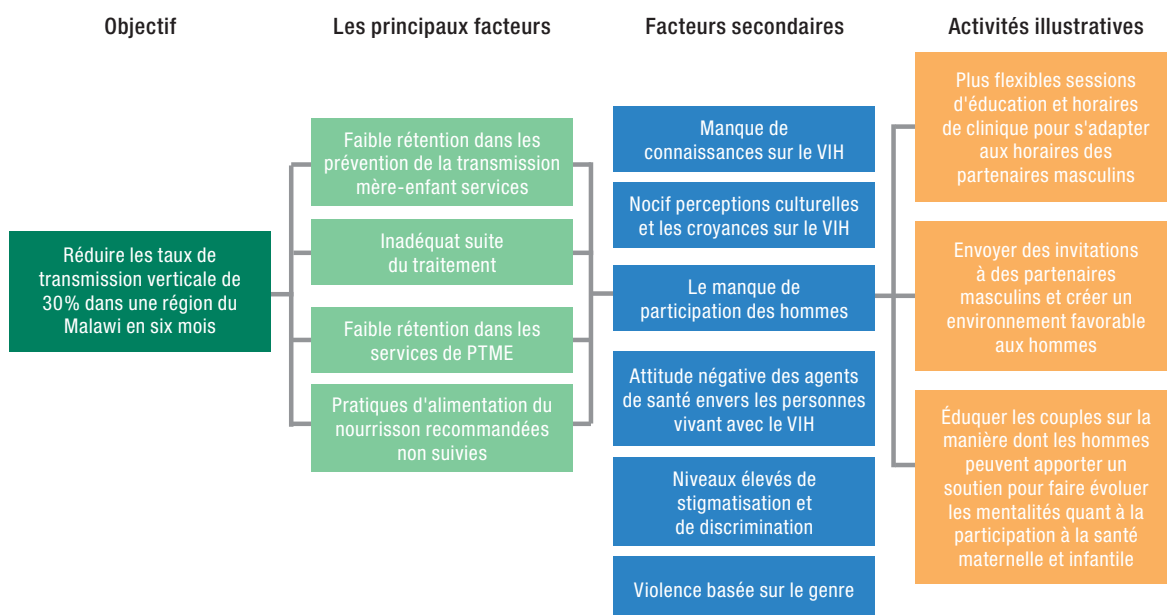 Objectif
Les principaux facteurs
Facteurs secondaires
Activités illustratives
Réduire les taux de
transmission verticale de
30% dans une région du
Malawi en six mois
Faible rétention dans les
prévention de la transmission
mère-enfant services
Inadéquat suite
du traitement
Faible rétention dans les
services de PTME
Pratiques d'alimentation du
nourrisson recommandées
non suivies
Manque de
connaissances sur le VIH
Nocif perceptions culturelles
et les croyances sur le VIH
Le manque de
participation des hommes
Attitude négative des agents
de santé envers les personnes
vivant avec le VIH
Niveaux élevés de
stigmatisation et
de discrimination
Violence basée sur le genre
Plus flexibles sessions
d'éducation et horaires
de clinique pour s'adapter
aux horaires des
partenaires masculins
Envoyer des invitations
à des partenaires
masculins et créer un
environnement favorable
aux hommes
Éduquer les couples sur la
manière dont les hommes
peuvent apporter un
soutien pour faire évoluer
les mentalités quant à la
participation à la santé
maternelle et infantile